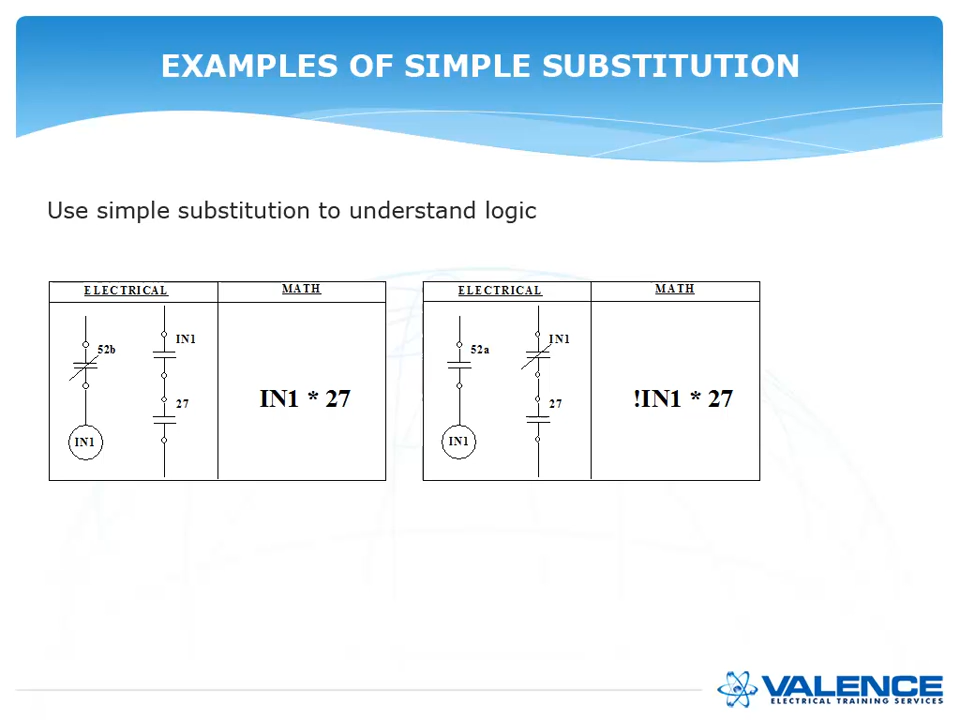 EXAMPLES OF SIMPLE SUBSTITUTION
Use simple substitution to understand logic
ELECTRICAL MATH
52b IN1
27
IN1
IN1 * 27
ELECTRICAL MATH
52a IN1
27
IN1
!IN1 * 27
VALENCE
ELECTRICAL TRAINING SERVICES